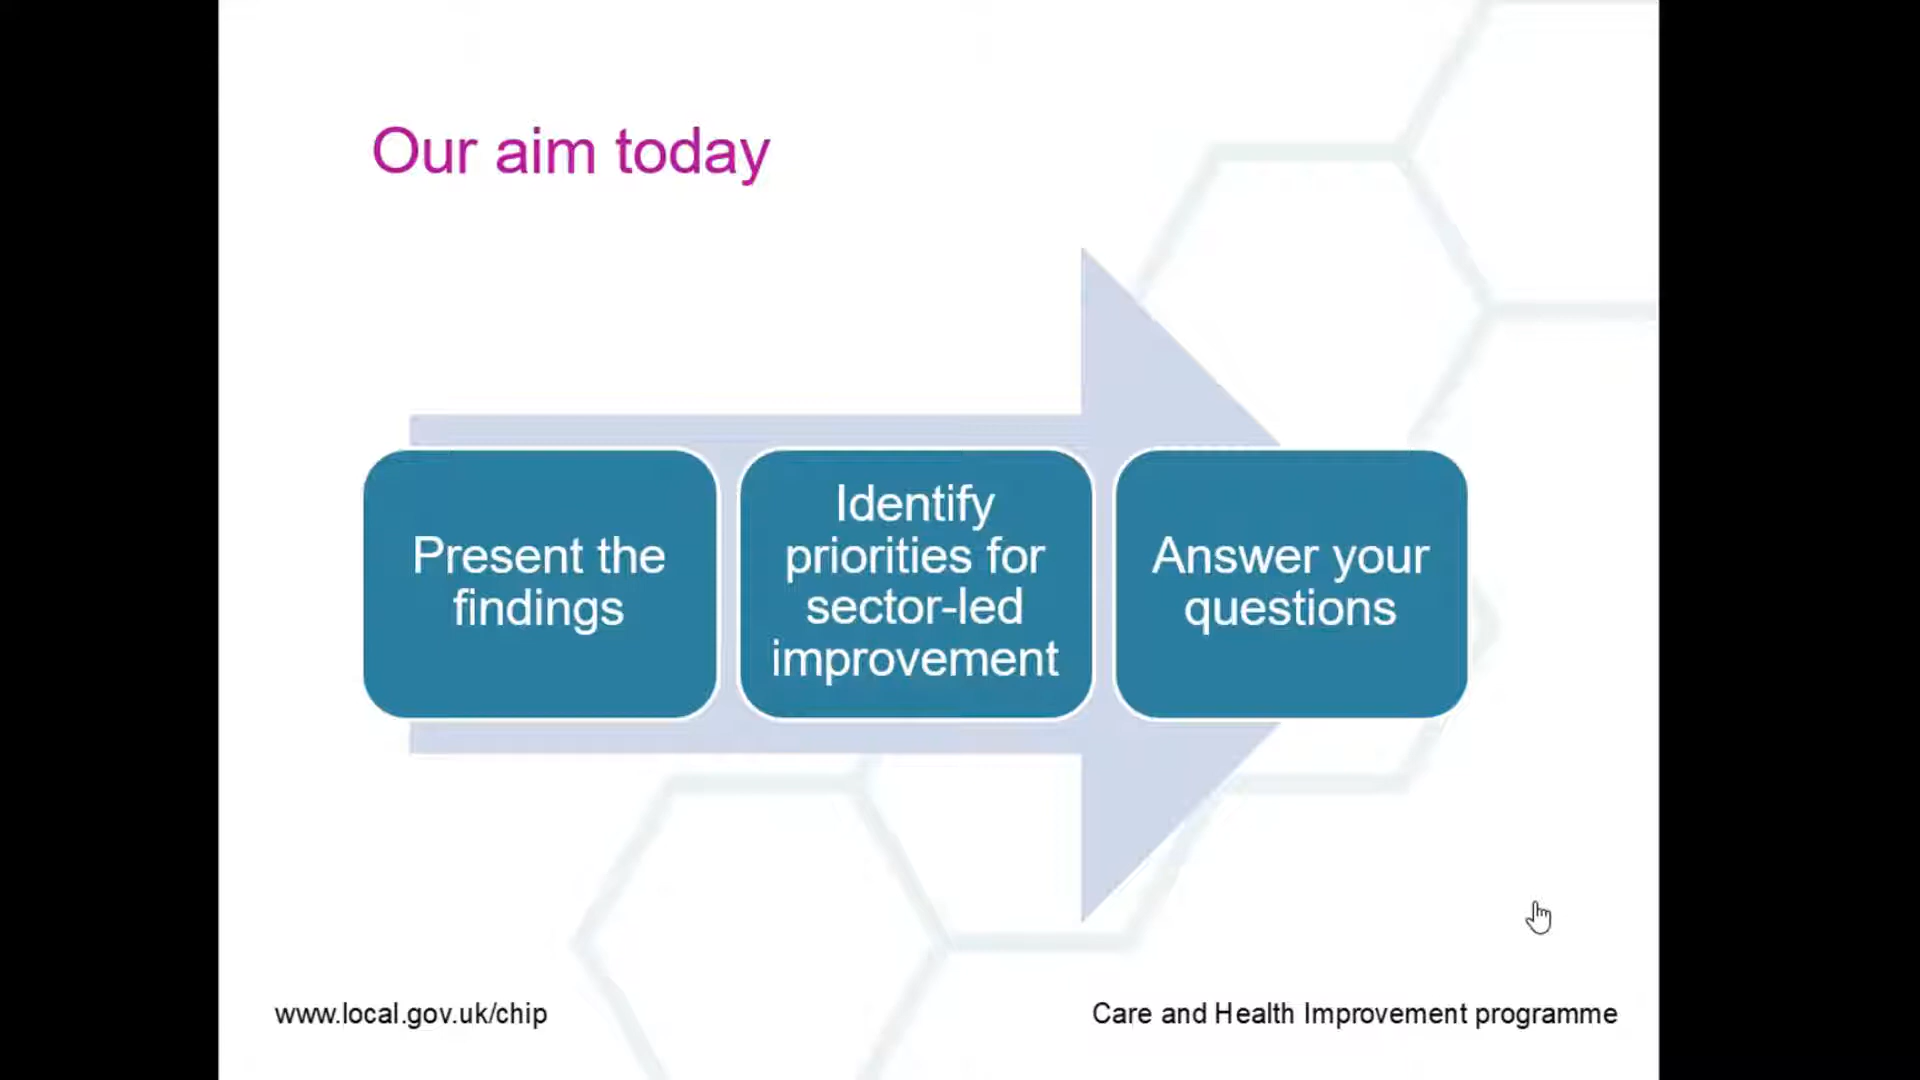 Our aim today
Present the
findings
Identify
priorities for
sector-led
improvement
Answer your
questions
www.local.gov.uk/chip
Care and Health Improvement programme